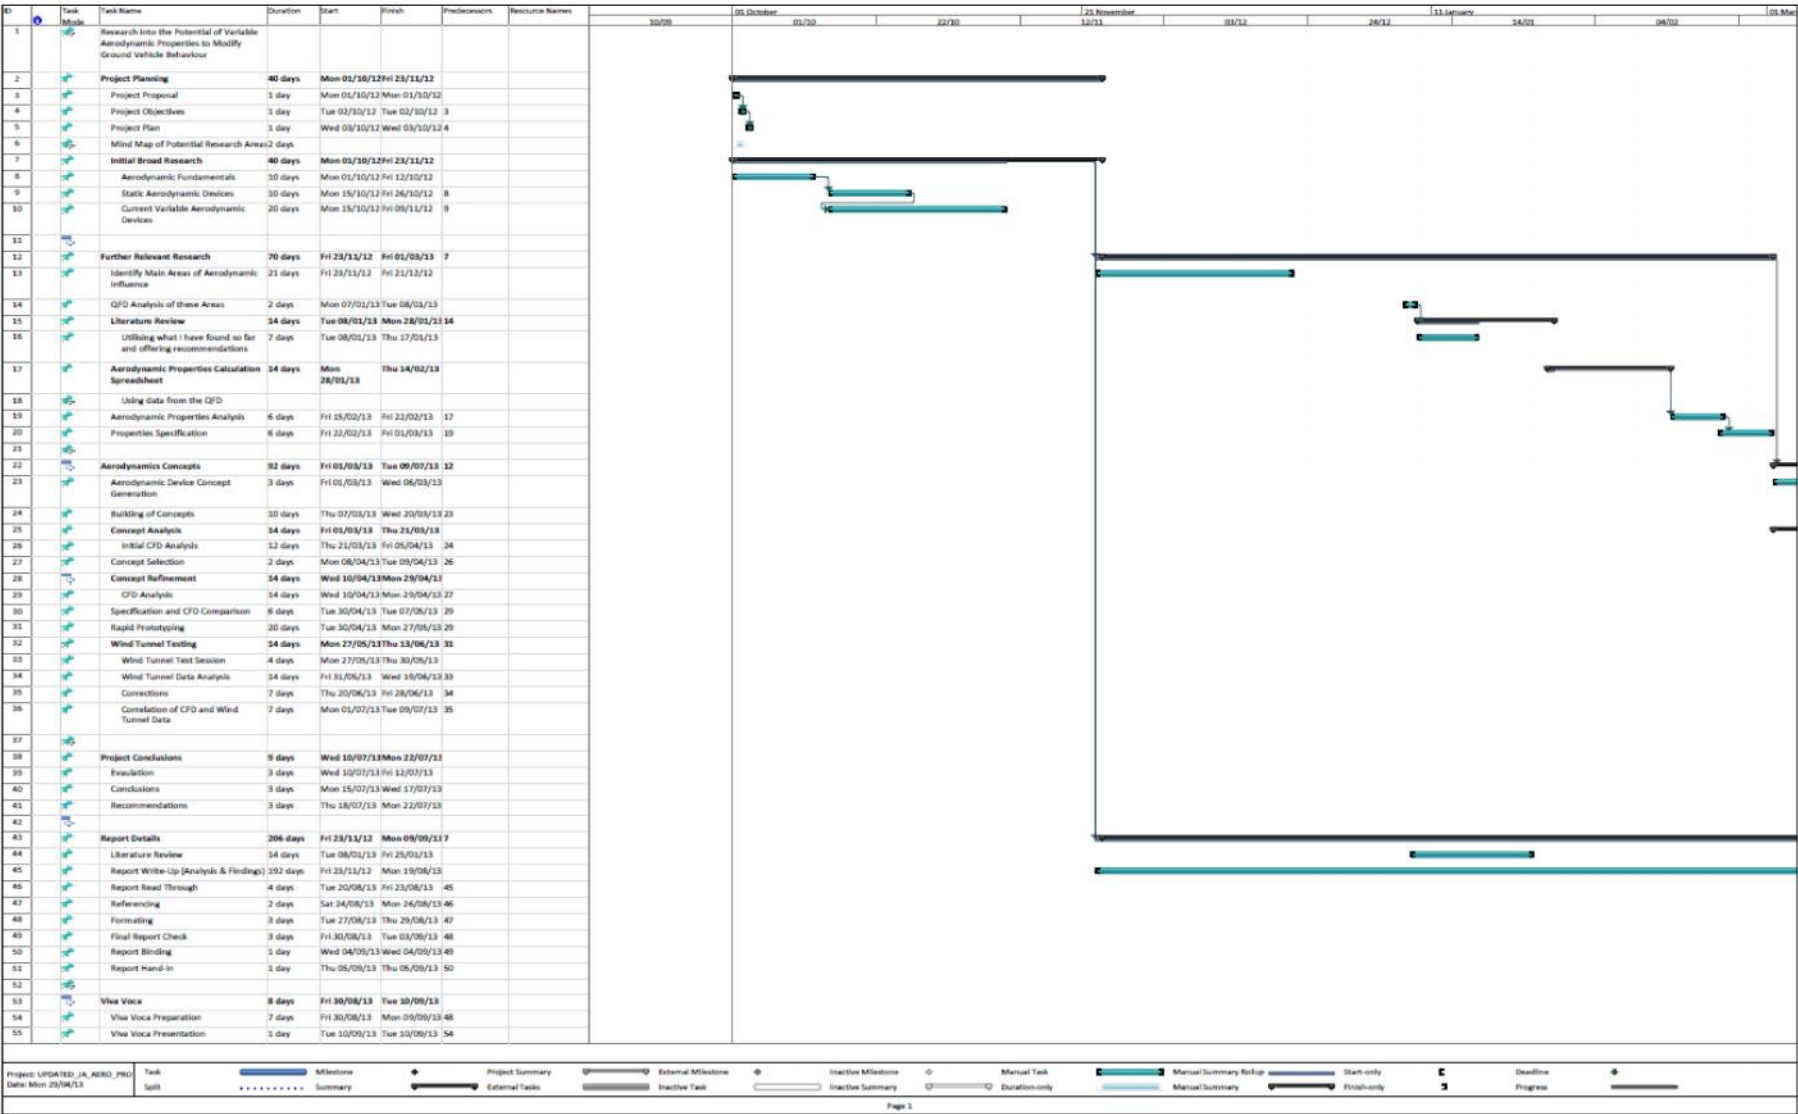 ID Task Mode Task Name Duration Start Finish Predecessors Resource Names
01 October 21 November 11 January 01 Mar
10/09 01/10 22/10 12/11 03/12 24/12 14/01 04/02
1 Research into the Potential of Variable
Aerodynamic Properties to Modify
Ground Vehicle Behaviour
2 Project Planning 40 days Mon 01/10/12 Fri 23/11/12
3 Project Proposal 1 day Mon 01/10/12 Mon 01/10/12
4 Project Objectives 1 day Tue 02/10/12 Tue 02/10/12 3
5 Project Plan 1 day Wed 03/10/12 Wed 03/10/12 4
6 Mind Map of Potential Research Areas 2 days
7 Initial Broad Research 40 days Mon 01/10/12 Fri 23/11/12
8 Aerodynamic Fundamentals 10 days Mon 01/10/12 Fri 12/10/12
9 Static Aerodynamic Devices 10 days Mon 15/10/12 Fri 26/10/12 8
10 Current Variable Aerodynamic 20 days Mon 15/10/12 Fri 09/11/12 9
Devices
11
12 Further Relevant Research 70 days Fri 23/11/12 Fri 01/03/13 7
13 Identify Main Areas of Aerodynamic 21 days Fri 23/11/12 Fri 21/12/12
Influence
14 QFD Analysis of these Areas 2 days Mon 07/01/13 Tue 08/01/13
15 Literature Review 14 days Tue 08/01/13 Mon 28/01/13 14
16 Utilising what I have found so far 7 days Tue 08/01/13 Thu 17/01/13
and offering recommendations
17 Aerodynamic Properties Calculation 14 days Mon Thu 14/02/13
Spreadsheet 28/01/13
18 Using data from the QFD
19 Aerodynamic Properties Analysis 6 days Fri 15/02/13 Fri 22/02/13 17
20 Properties Specification 6 days Fri 22/02/13 Fri 01/03/13 19
21
22 Aerodynamics Concepts 92 days Fri 01/03/13 Tue 09/07/13 12
23 Aerodynamic Device Concept 3 days Fri 01/03/13 Wed 06/03/13
Generation
24 Building of Concepts 10 days Thu 07/03/13 Wed 20/03/13 23
25 Concept Analysis 14 days Fri 01/03/13 Thu 21/03/13
26 Initial CFD Analysis 12 days Thu 21/03/13 Fri 05/04/13 24
27 Concept Selection 2 days Mon 08/04/13 Tue 09/04/13 26
28 Concept Refinement 14 days Wed 10/04/13 Mon 29/04/13
29 CFD Analysis 14 days Wed 10/04/13 Mon 29/04/13 27
30 Specification and CFD Comparison 6 days Tue 30/04/13 Tue 07/05/13 29
31 Rapid Prototyping 20 days Tue 30/04/13 Mon 27/05/13 29
32 Wind Tunnel Testing 14 days Mon 27/05/13 Thu 13/06/13 31
33 Wind Tunnel Test Session 4 days Mon 27/05/13 Thu 30/05/13
34 Wind Tunnel Data Analysis 14 days Fri 31/05/13 Wed 19/06/13 33
35 Corrections 7 days Thu 20/06/13 Fri 28/06/13 34
36 Correlation of CFD and Wind 7 days Mon 01/07/13 Tue 09/07/13 35
Tunnel Data
37
38 Project Conclusions 9 days Wed 10/07/13 Mon 22/07/13
39 Evaulation 3 days Wed 10/07/13 Fri 12/07/13
40 Conclusions 3 days Mon 15/07/13 Wed 17/07/13
41 Recommendations 3 days Thu 18/07/13 Mon 22/07/13
42
43 Report Details 206 days Fri 23/11/12 Mon 09/09/13 7
44 Literature Review 14 days Tue 08/01/13 Fri 25/01/13
45 Report Write-Up (Analysis & Findings) 192 days Fri 23/11/12 Mon 19/08/13
46 Report Read Through 4 days Tue 20/08/13 Fri 23/08/13 45
47 Referencing 2 days Sat 24/08/13 Mon 26/08/13 46
48 Formating 3 days Tue 27/08/13 Thu 29/08/13 47
49 Final Report Check 3 days Fri 30/08/13 Tue 03/09/13 48
50 Report Binding 1 day Wed 04/09/13 Wed 04/09/13 49
51 Report Hand-In 1 day Thu 05/09/13 Thu 05/09/13 50
52
53 Viva Voca 8 days Fri 30/08/13 Tue 10/09/13
54 Viva Voca Preparation 7 days Fri 30/08/13 Mon 09/09/13 48
55 Viva Voca Presentation 1 day Tue 10/09/13 Tue 10/09/13 54
Project: UPDATED_JA_AERO_PRO
Date: Mon 29/04/13
Task Milestone Project Summary External Milestone Inactive Milestone Manual Task Manual Summary Rollup Start-only Deadline
Split Summary External Tasks Inactive Task Inactive Summary Duration-only Manual Summary Finish-only Progress
Page 1